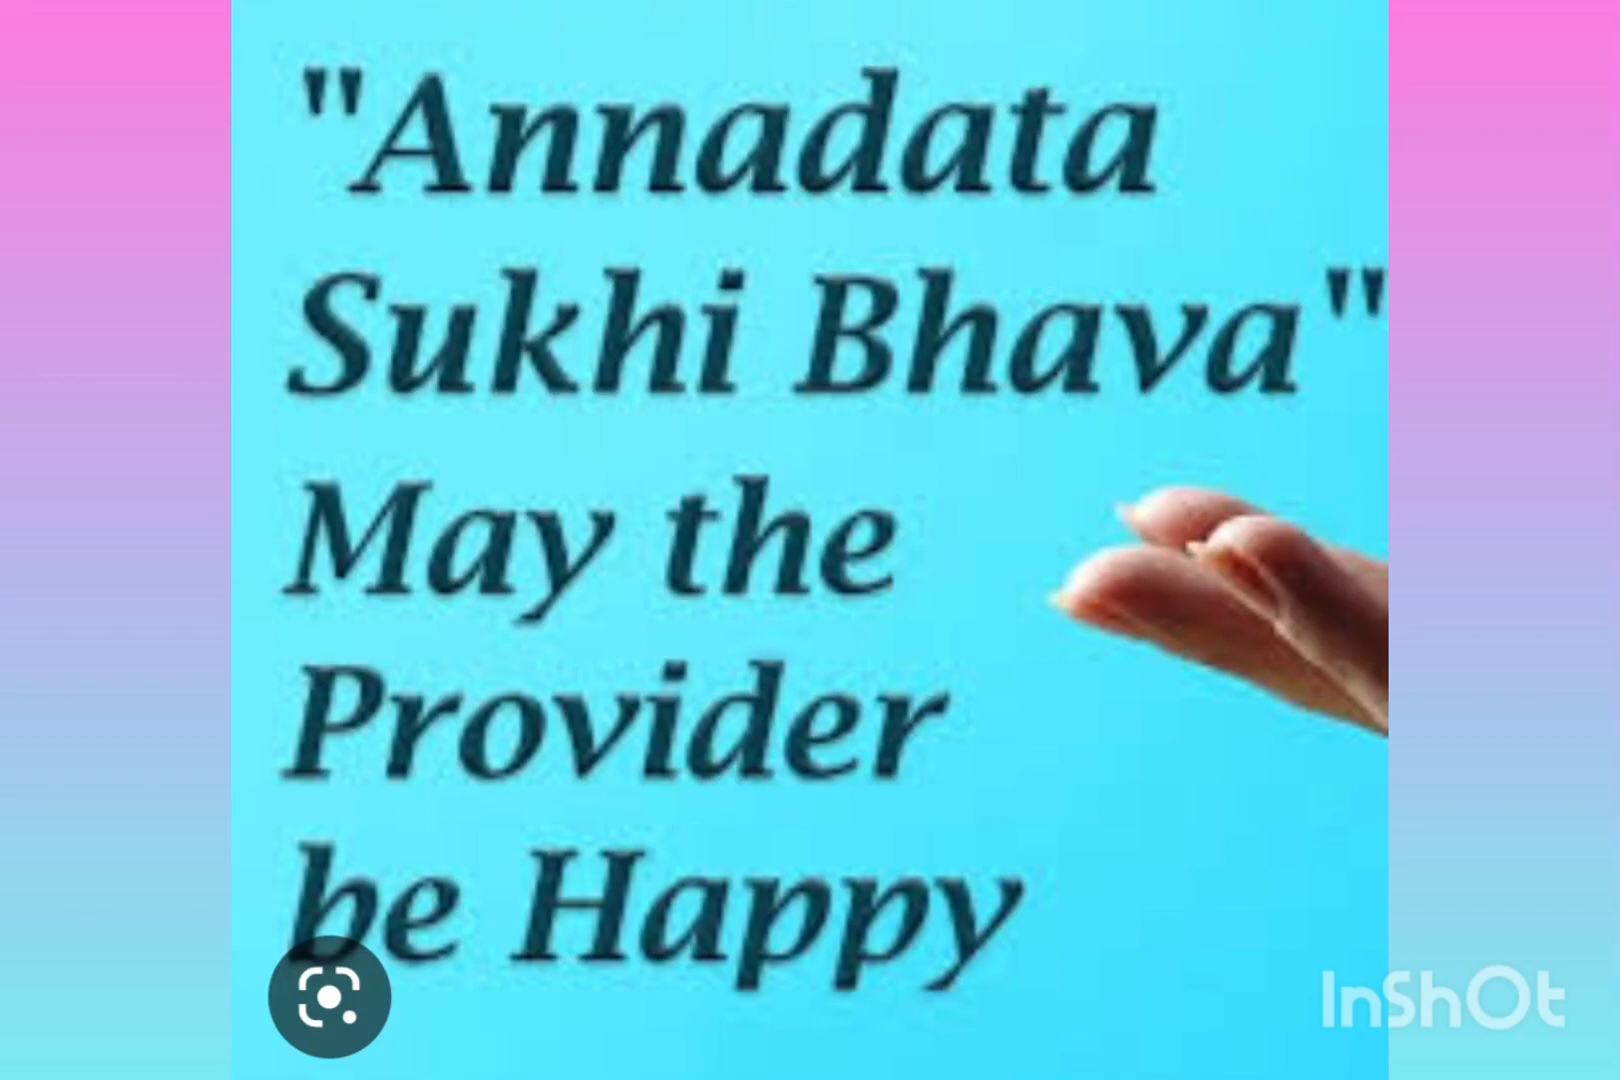 "Annadata
Sukhi Bhava"
May the
Provider
be Happy
InShOt